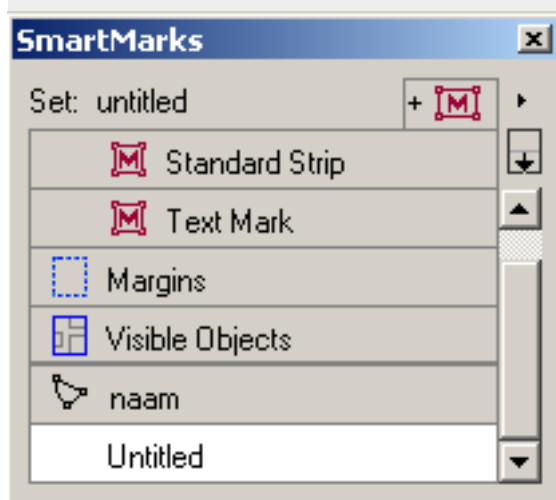 SmartMarks
Set: untitled
Standard Strip
Text Mark
Margins
Visible Objects
naam
Untitled